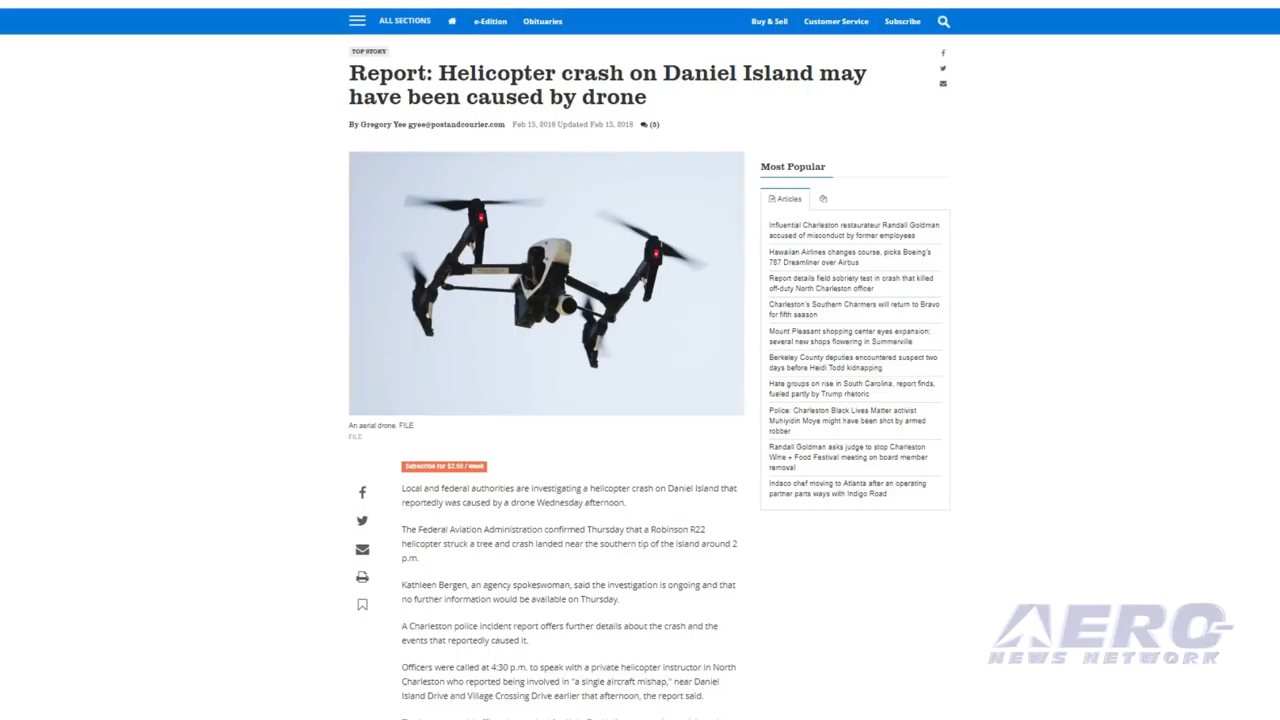 ALL SECTIONS
e-Edition
Obituaries
Buy & Sell
Customer Service
Subscribe
TOP STORY
Report: Helicopter crash on Daniel Island may
have been caused by drone
By Gregory Yee gyee@postandcourier.com Feb 15, 2018 Updated Feb 15, 2018 (3)
An aerial drone. FILE
FILE
Subscribe for $2.50 / week
Local and federal authorities are investigating a helicopter crash on Daniel Island that
reportedly was caused by a drone Wednesday afternoon.
The Federal Aviation Administration confirmed Thursday that a Robinson R22
helicopter struck a tree and crash landed near the southern tip of the island around 2
p.m.
Kathleen Bergen, an agency spokeswoman, said the investigation is ongoing and that
no further information would be available on Thursday.
A Charleston police incident report offers further details about the crash and the
events that reportedly caused it.
Officers were called at 4:30 p.m. to speak with a private helicopter instructor in North
Charleston who reported being involved in "a single aircraft mishap," near Daniel
Island Drive and Village Crossing Drive earlier that afternoon, the report said.
Most Popular
Articles
Influential Charleston restaurateur Randall Goldman
accused of misconduct by former employees
Hawaiian Airlines changes course, picks Boeing's
787 Dreamliner over Airbus
Report details field sobriety test in crash that killed
off-duty North Charleston officer
Charleston's Southern Charmers will return to Bravo
for fifth season
Mount Pleasant shopping center eyes expansion;
several new shops flowering in Summerville
Berkeley County deputies encountered suspect two
days before Heidi Todd kidnapping
Hate groups on rise in South Carolina, report finds,
fueled partly by Trump rhetoric
Police: Charleston Black Lives Matter activist
Muhiyidin Moye might have been shot by armed
robber
Randall Goldman asks judge to stop Charleston
Wine + Food Festival meeting on board member
removal
Indaco chef moving to Atlanta after an operating
partner parts ways with Indigo Road
AERO
NEWS NETWORK